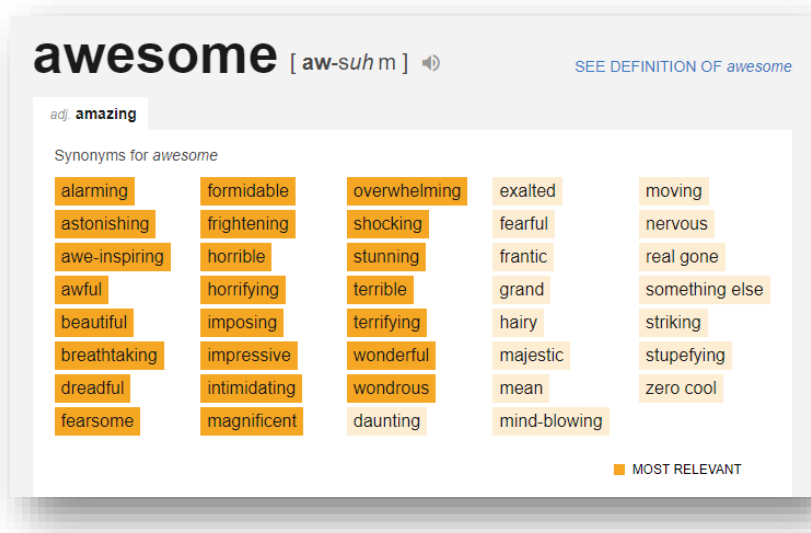 awesome [ aw-suh m ]
SEE DEFINITION OF awesome
adj. amazing
Synonyms for awesome
alarming formidable overwhelming exalted moving
astonishing frightening shocking fearful nervous
awe-inspiring horrible stunning frantic real gone
awful horrifying terrible grand something else
beautiful imposing terrifying hairy striking
breathtaking impressive wonderful majestic stupefying
dreadful intimidating wondrous mean zero cool
fearsome magnificent daunting mind-blowing
MOST RELEVANT